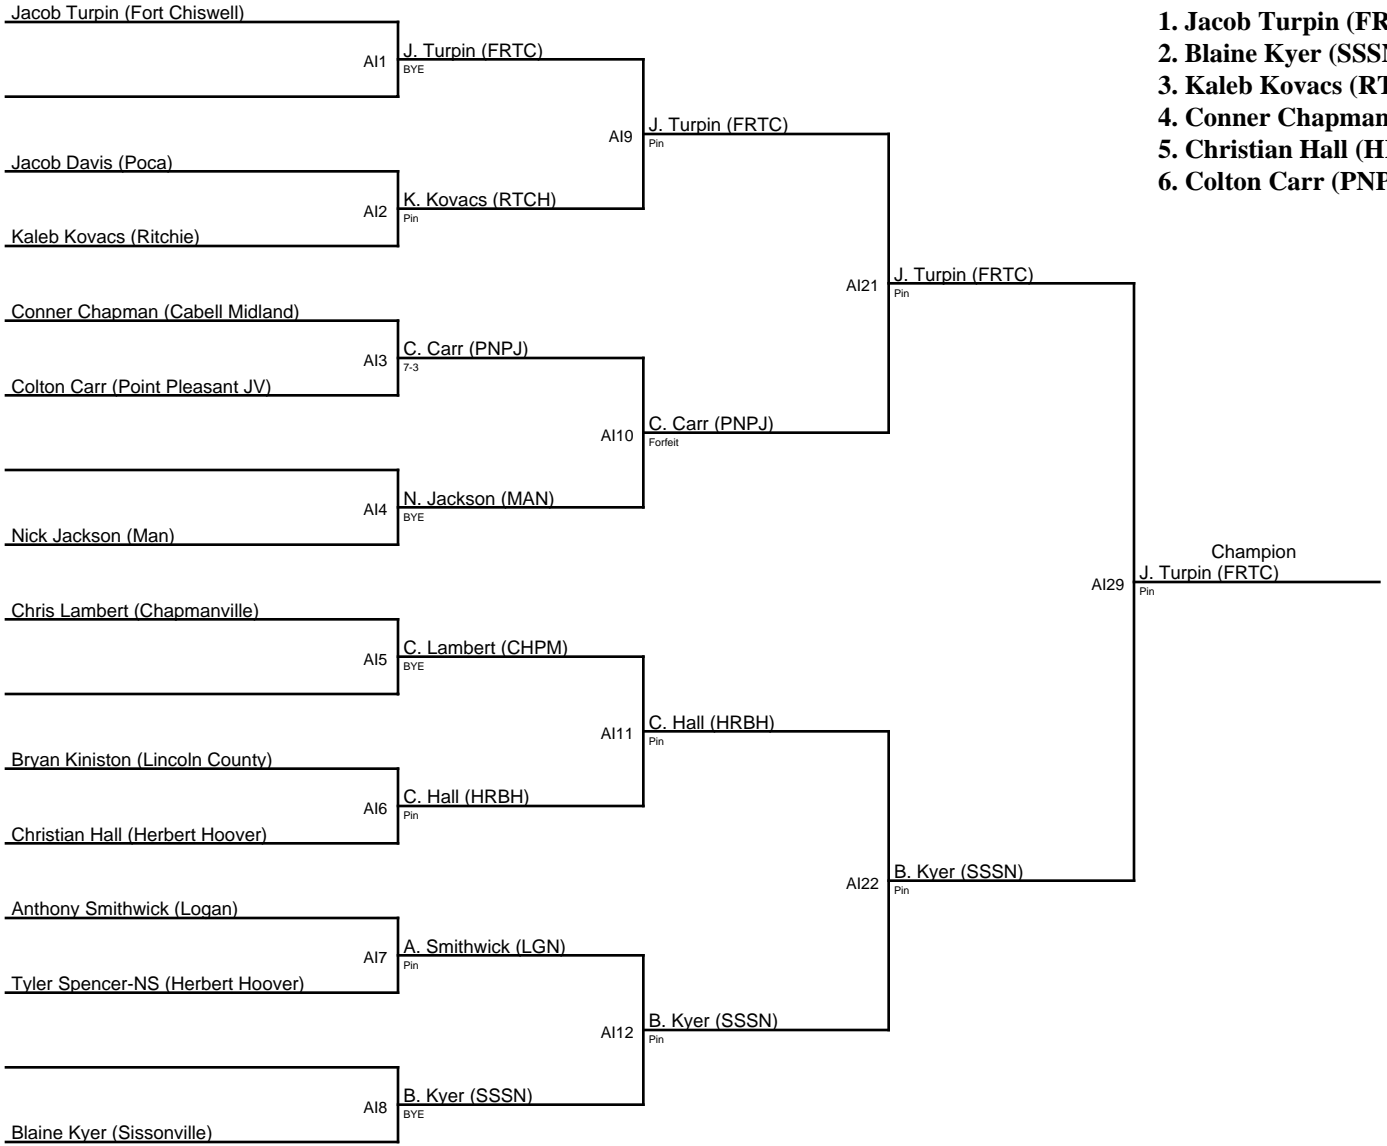 Jacob Turpin (Fort Chiswell)
AI1
J. Turpin (FRTC)
BYE
Jacob Davis (Poca)
AI2
K. Kovacs (RTCH)
Pin
Kaleb Kovacs (Ritchie)
AI9
J. Turpin (FRTC)
Pin
Conner Chapman (Cabell Midland)
AI3
C. Carr (PNPJ)
7-3
Colton Carr (Point Pleasant JV)
AI10
C. Carr (PNPJ)
Forfeit
AI4
N. Jackson (MAN)
BYE
Nick Jackson (Man)
AI21
J. Turpin (FRTC)
Pin
Chris Lambert (Chapmanville)
AI5
C. Lambert (CHPM)
BYE
Bryan Kiniston (Lincoln County)
AI6
C. Hall (HRBH)
Pin
Christian Hall (Herbert Hoover)
AI11
C. Hall (HRBH)
Pin
Anthony Smithwick (Logan)
AI7
A. Smithwick (LGN)
Pin
Tyler Spencer-NS (Herbert Hoover)
AI12
B. Kyer (SSSN)
Pin
AI8
B. Kyer (SSSN)
BYE
Blaine Kyer (Sissonville)
AI22
B. Kyer (SSSN)
Pin
AI29
Champion
J. Turpin (FRTC)
Pin
1. Jacob Turpin (FR
2. Blaine Kyer (SSSN
3. Kaleb Kovacs (RT
4. Conner Chapman
5. Christian Hall (H
6. Colton Carr (PNP